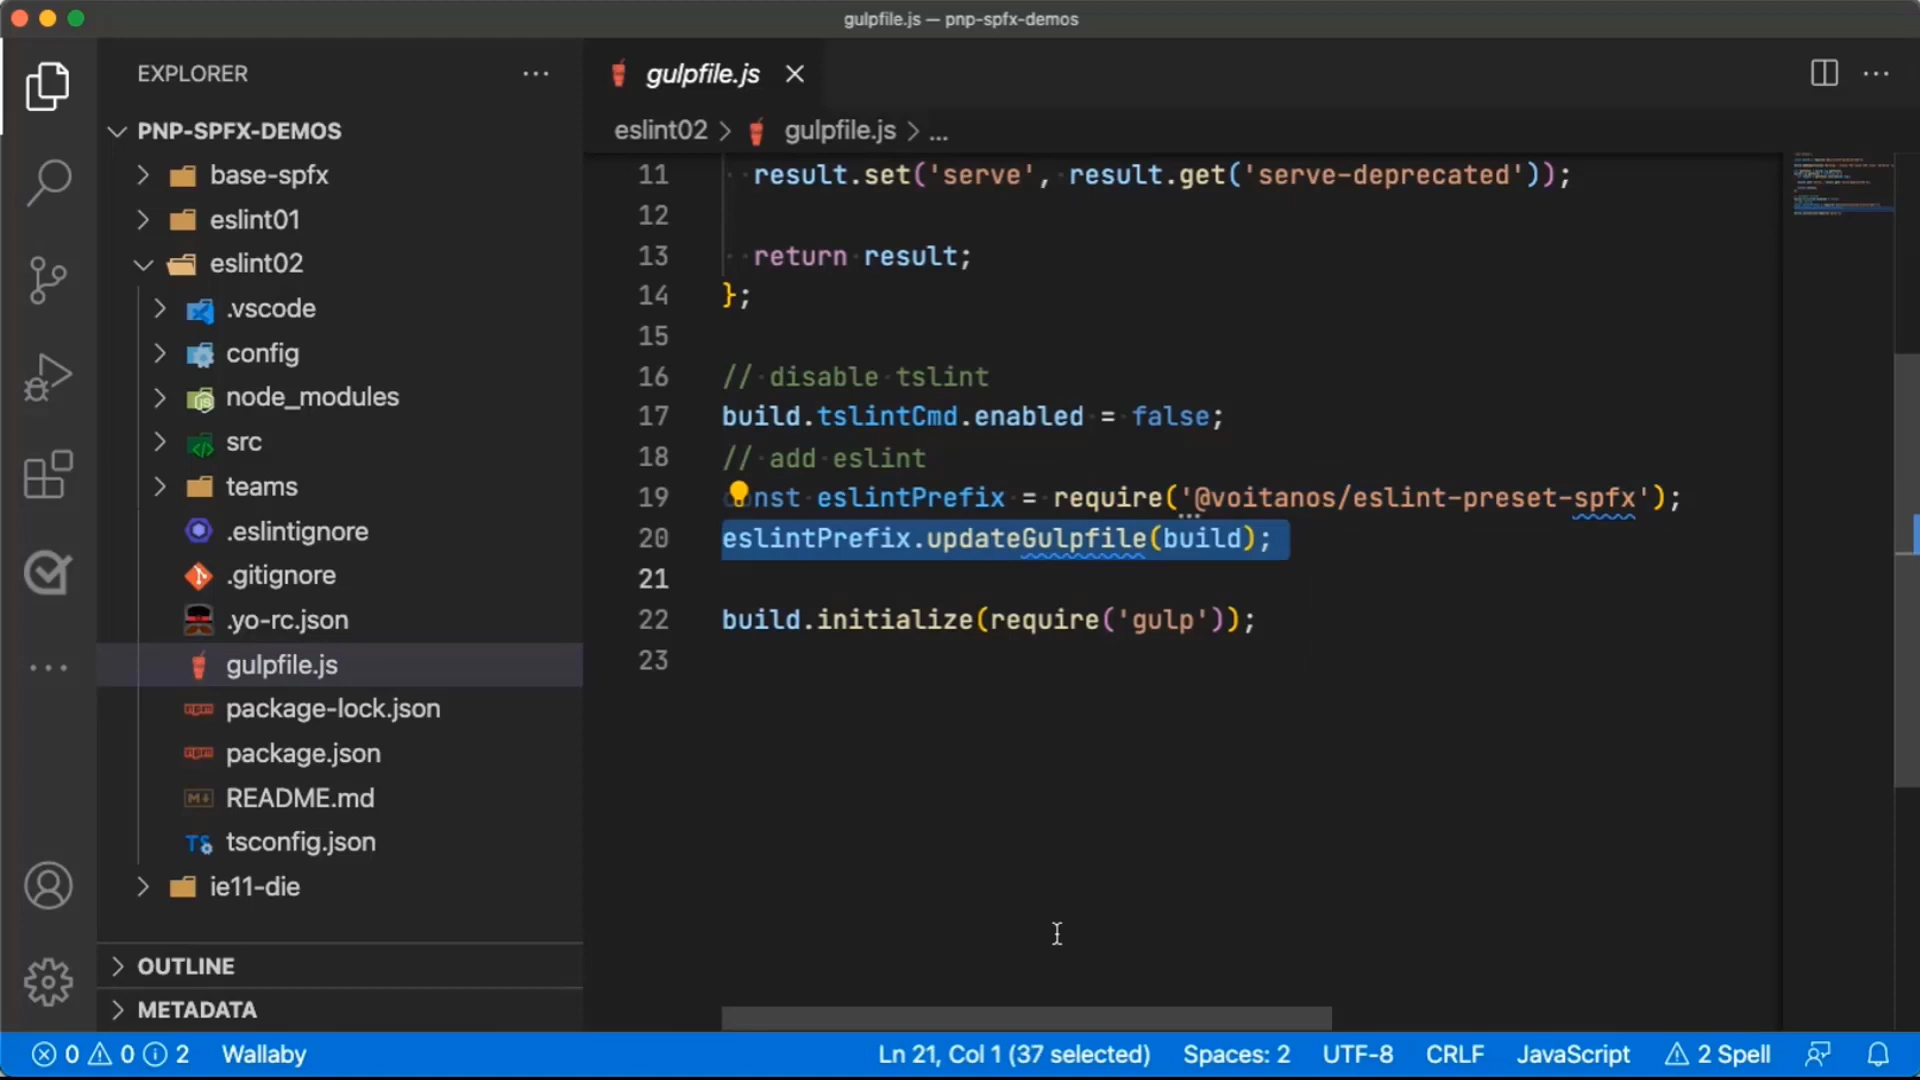 gulpfile.js — pnp-spfx-demos
EXPLORER
PNP-SPFX-DEMOS
base-spfx
eslint01
eslint02
.vscode
config
node_modules
src
teams
.eslintignore
.gitignore
.yo-rc.json
gulpfile.js
package-lock.json
package.json
README.md
tsconfig.json
ie11-die
OUTLINE
METADATA
gulpfile.js
eslint02 > gulpfile.js > ...
11 result.set('serve', result.get('serve-deprecated'));
12
13 return result;
14 };
15
16 // disable tslint
17 build.tslintCmd.enabled = false;
18 // add eslint
19 const eslintPrefix = require('@voitanos/eslint-preset-spfx');
20 eslintPrefix.updateGulpfile(build);
21
22 build.initialize(require('gulp'));
23
0 0 2 Wallaby Ln 21, Col 1 (37 selected) Spaces: 2 UTF-8 CRLF JavaScript 2 Spell